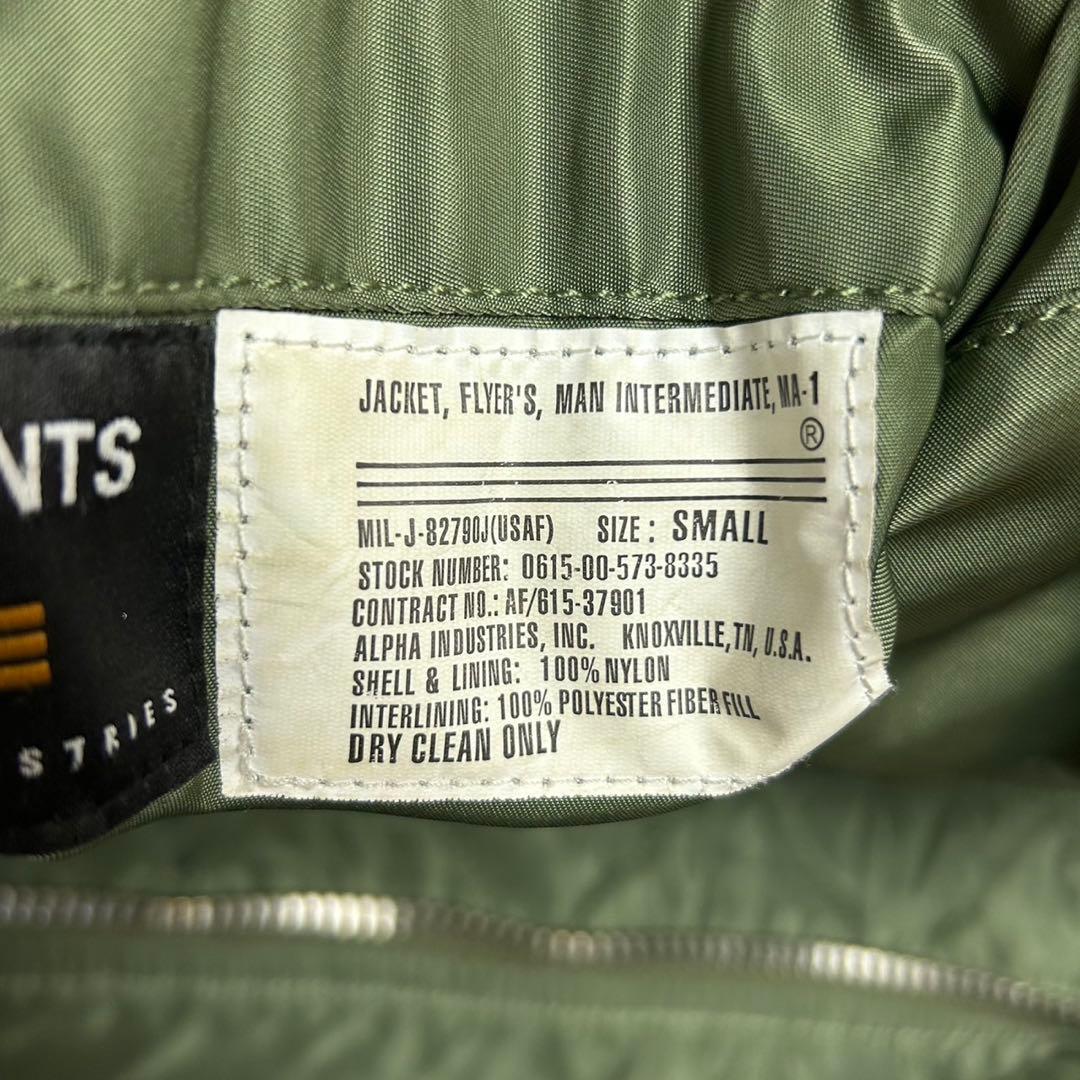 NTS
STRIES
JACKET, FLYER'S, MAN INTERMEDIATE, MA-1
®
MIL-J-82790J(USAF) SIZE: SMALL
STOCK NUMBER: 0615-00-573-8335
CONTRACT NO.: AF/615-37901
ALPHA INDUSTRIES, INC. KNOXVILLE, TN, U.S.A.
SHELL & LINING: 100% NYLON
INTERLINING: 100% POLYESTER FIBER FILL
DRY CLEAN ONLY